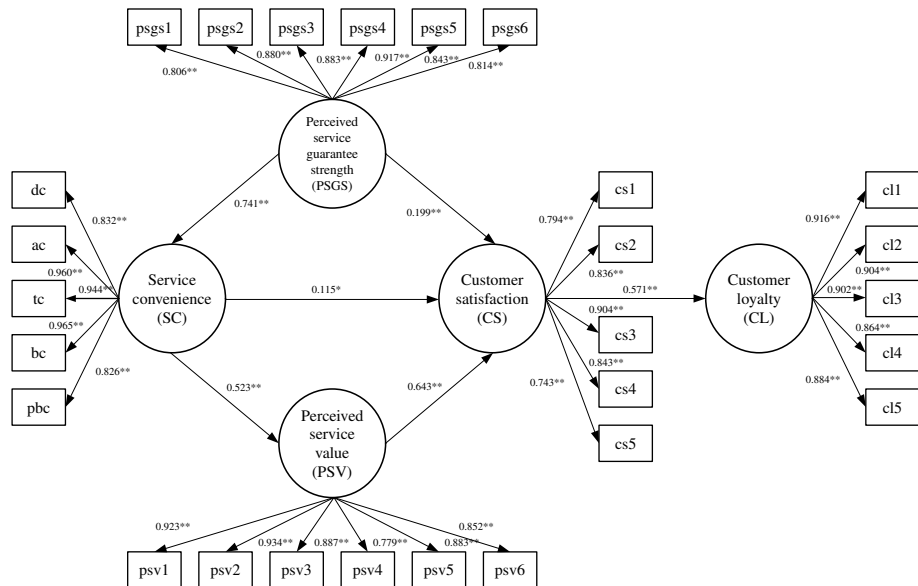 psgs1 psgs2 psgs3 psgs4 psgs5 psgs6
0.806** 0.880** 0.883** 0.917** 0.843** 0.814**
Perceived
service
guarantee
strength
(PSGS)
0.741** 0.199**
dc
ac
tc
bc
pbc
0.832**
0.960**
0.944**
0.965**
0.826**
Service
convenience
(SC)
0.115*
Customer
satisfaction
(CS)
cs1
cs2
cs3
cs4
cs5
0.794**
0.836**
0.904**
0.843**
0.743**
0.571**
Customer
loyalty
(CL)
cl1
cl2
cl3
cl4
cl5
0.916**
0.904**
0.902**
0.864**
0.884**
0.523** 0.643**
Perceived
service
value
(PSV)
0.923** 0.934** 0.887** 0.779** 0.883** 0.852**
psv1 psv2 psv3 psv4 psv5 psv6